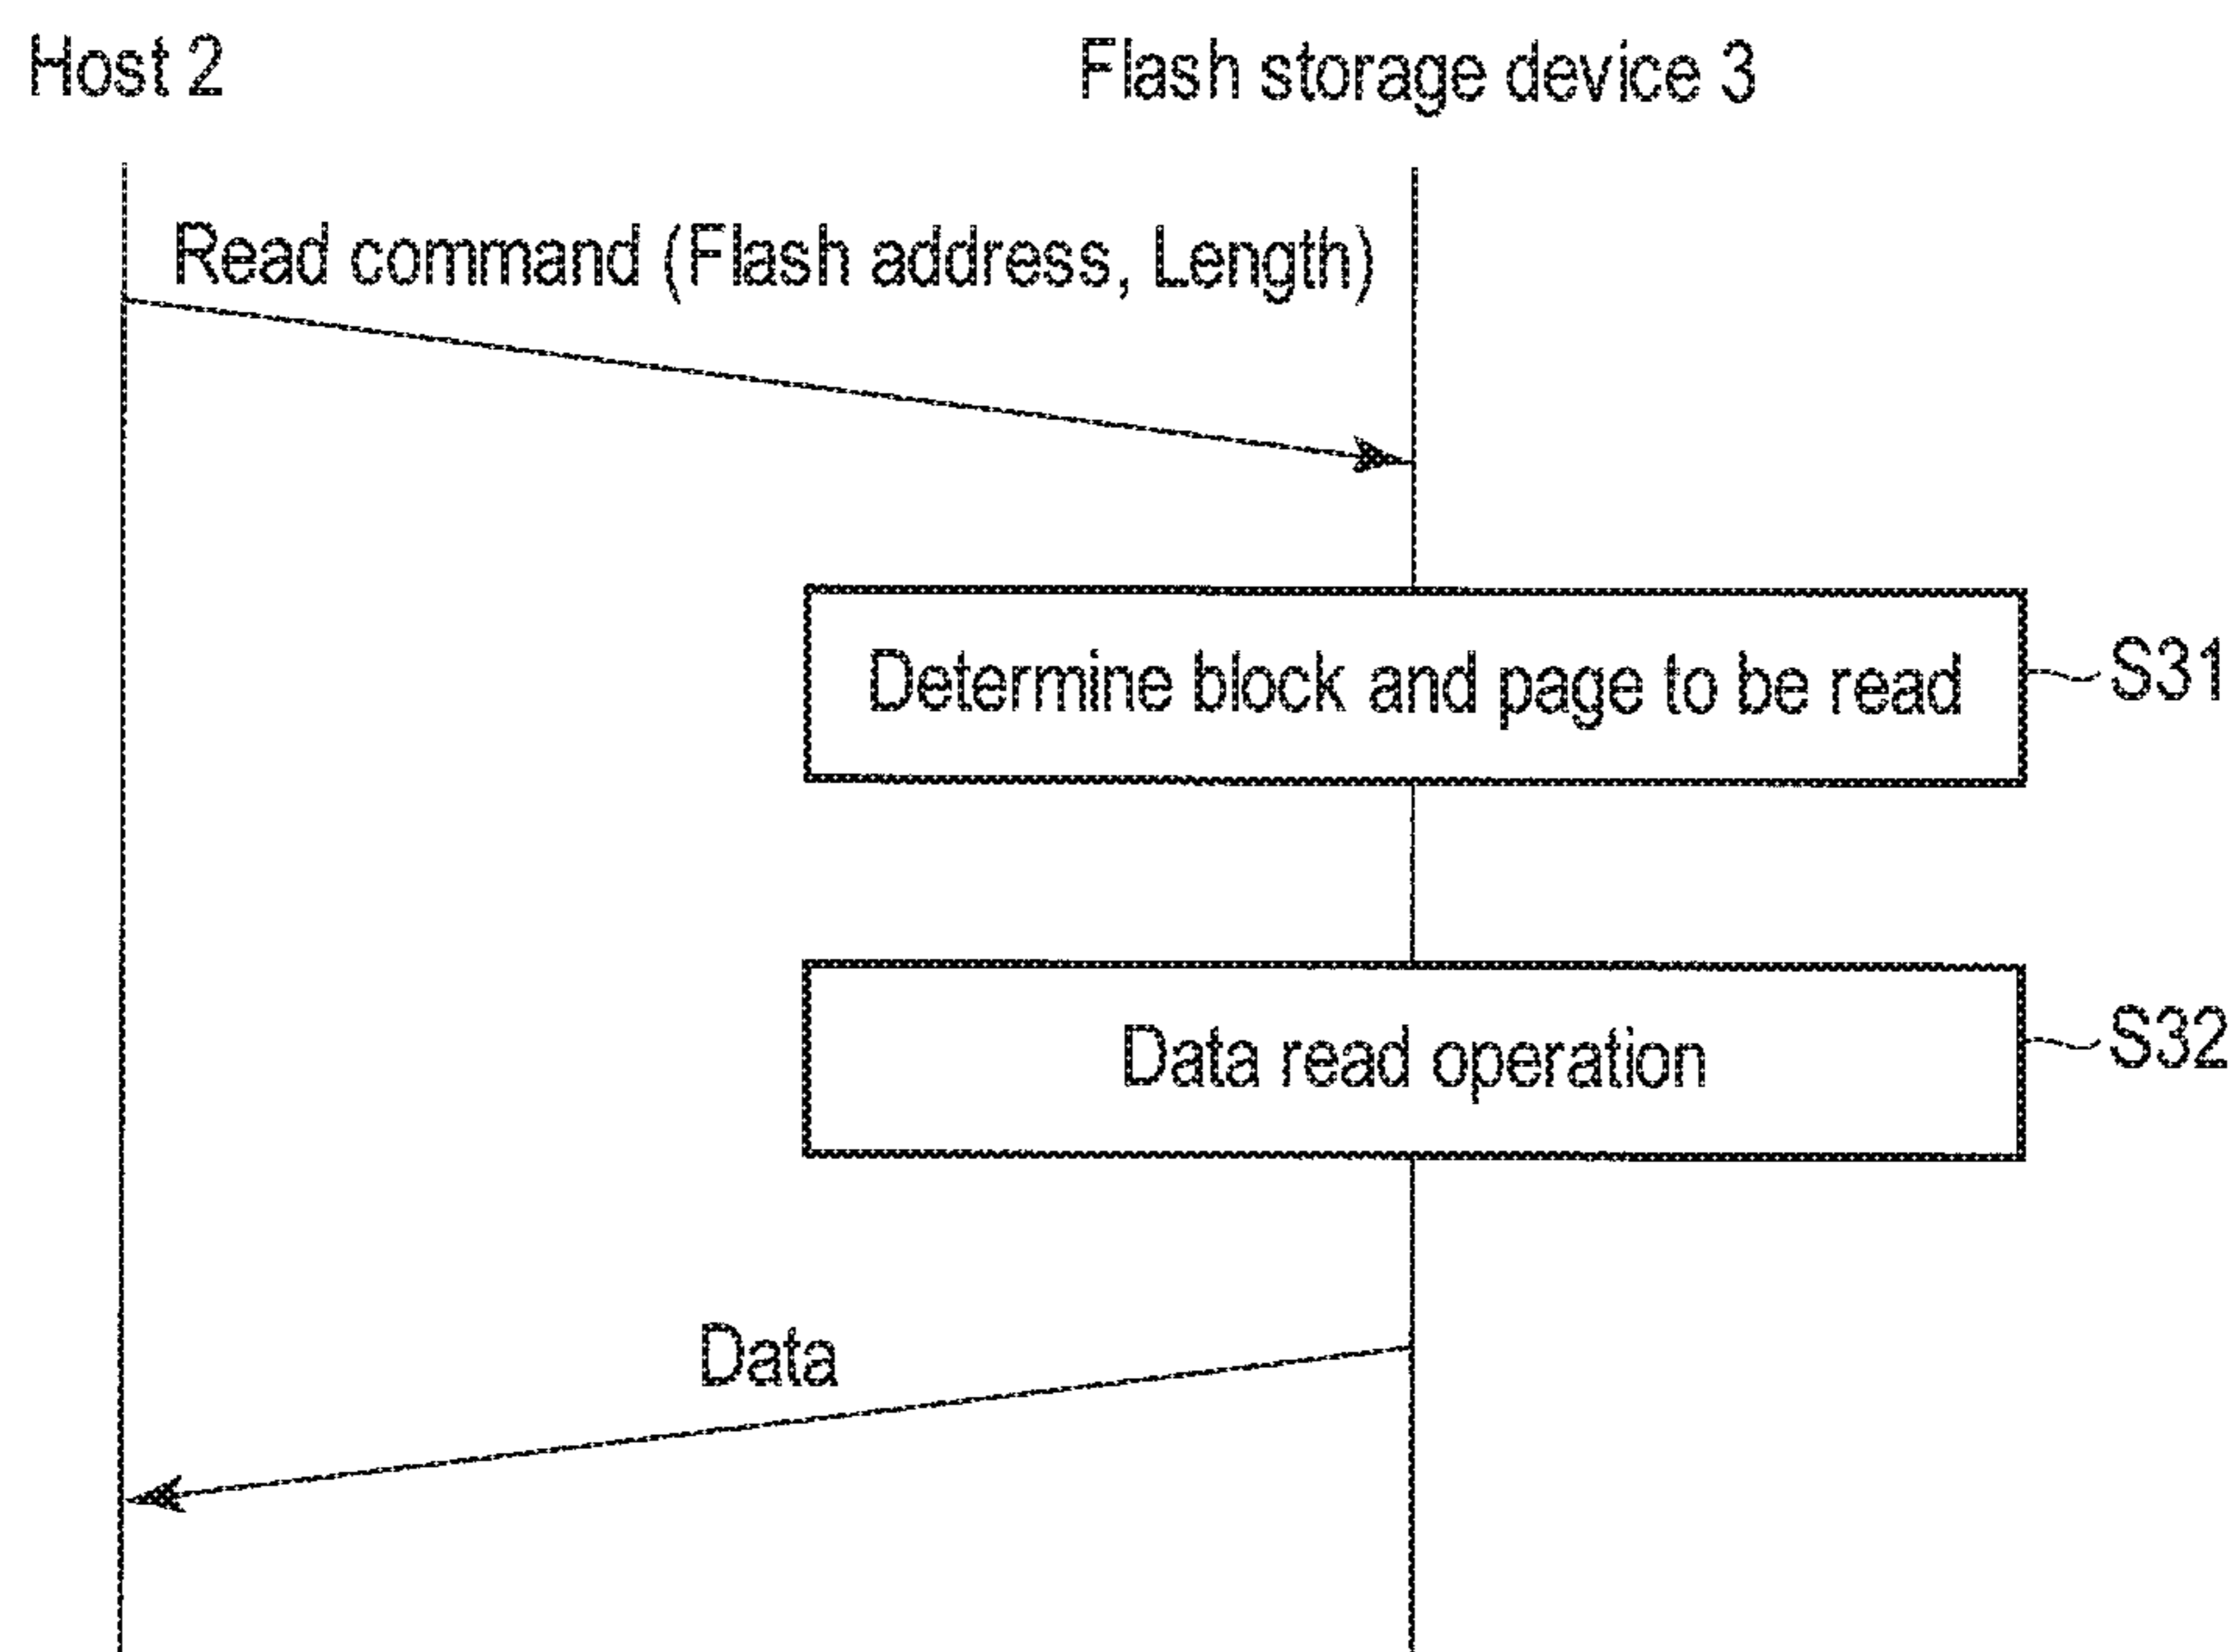 Host 2
Flash storage device 3
Read command (Flash address, Length)
Determine block and page to be read
S31
Data read operation
S32
Data